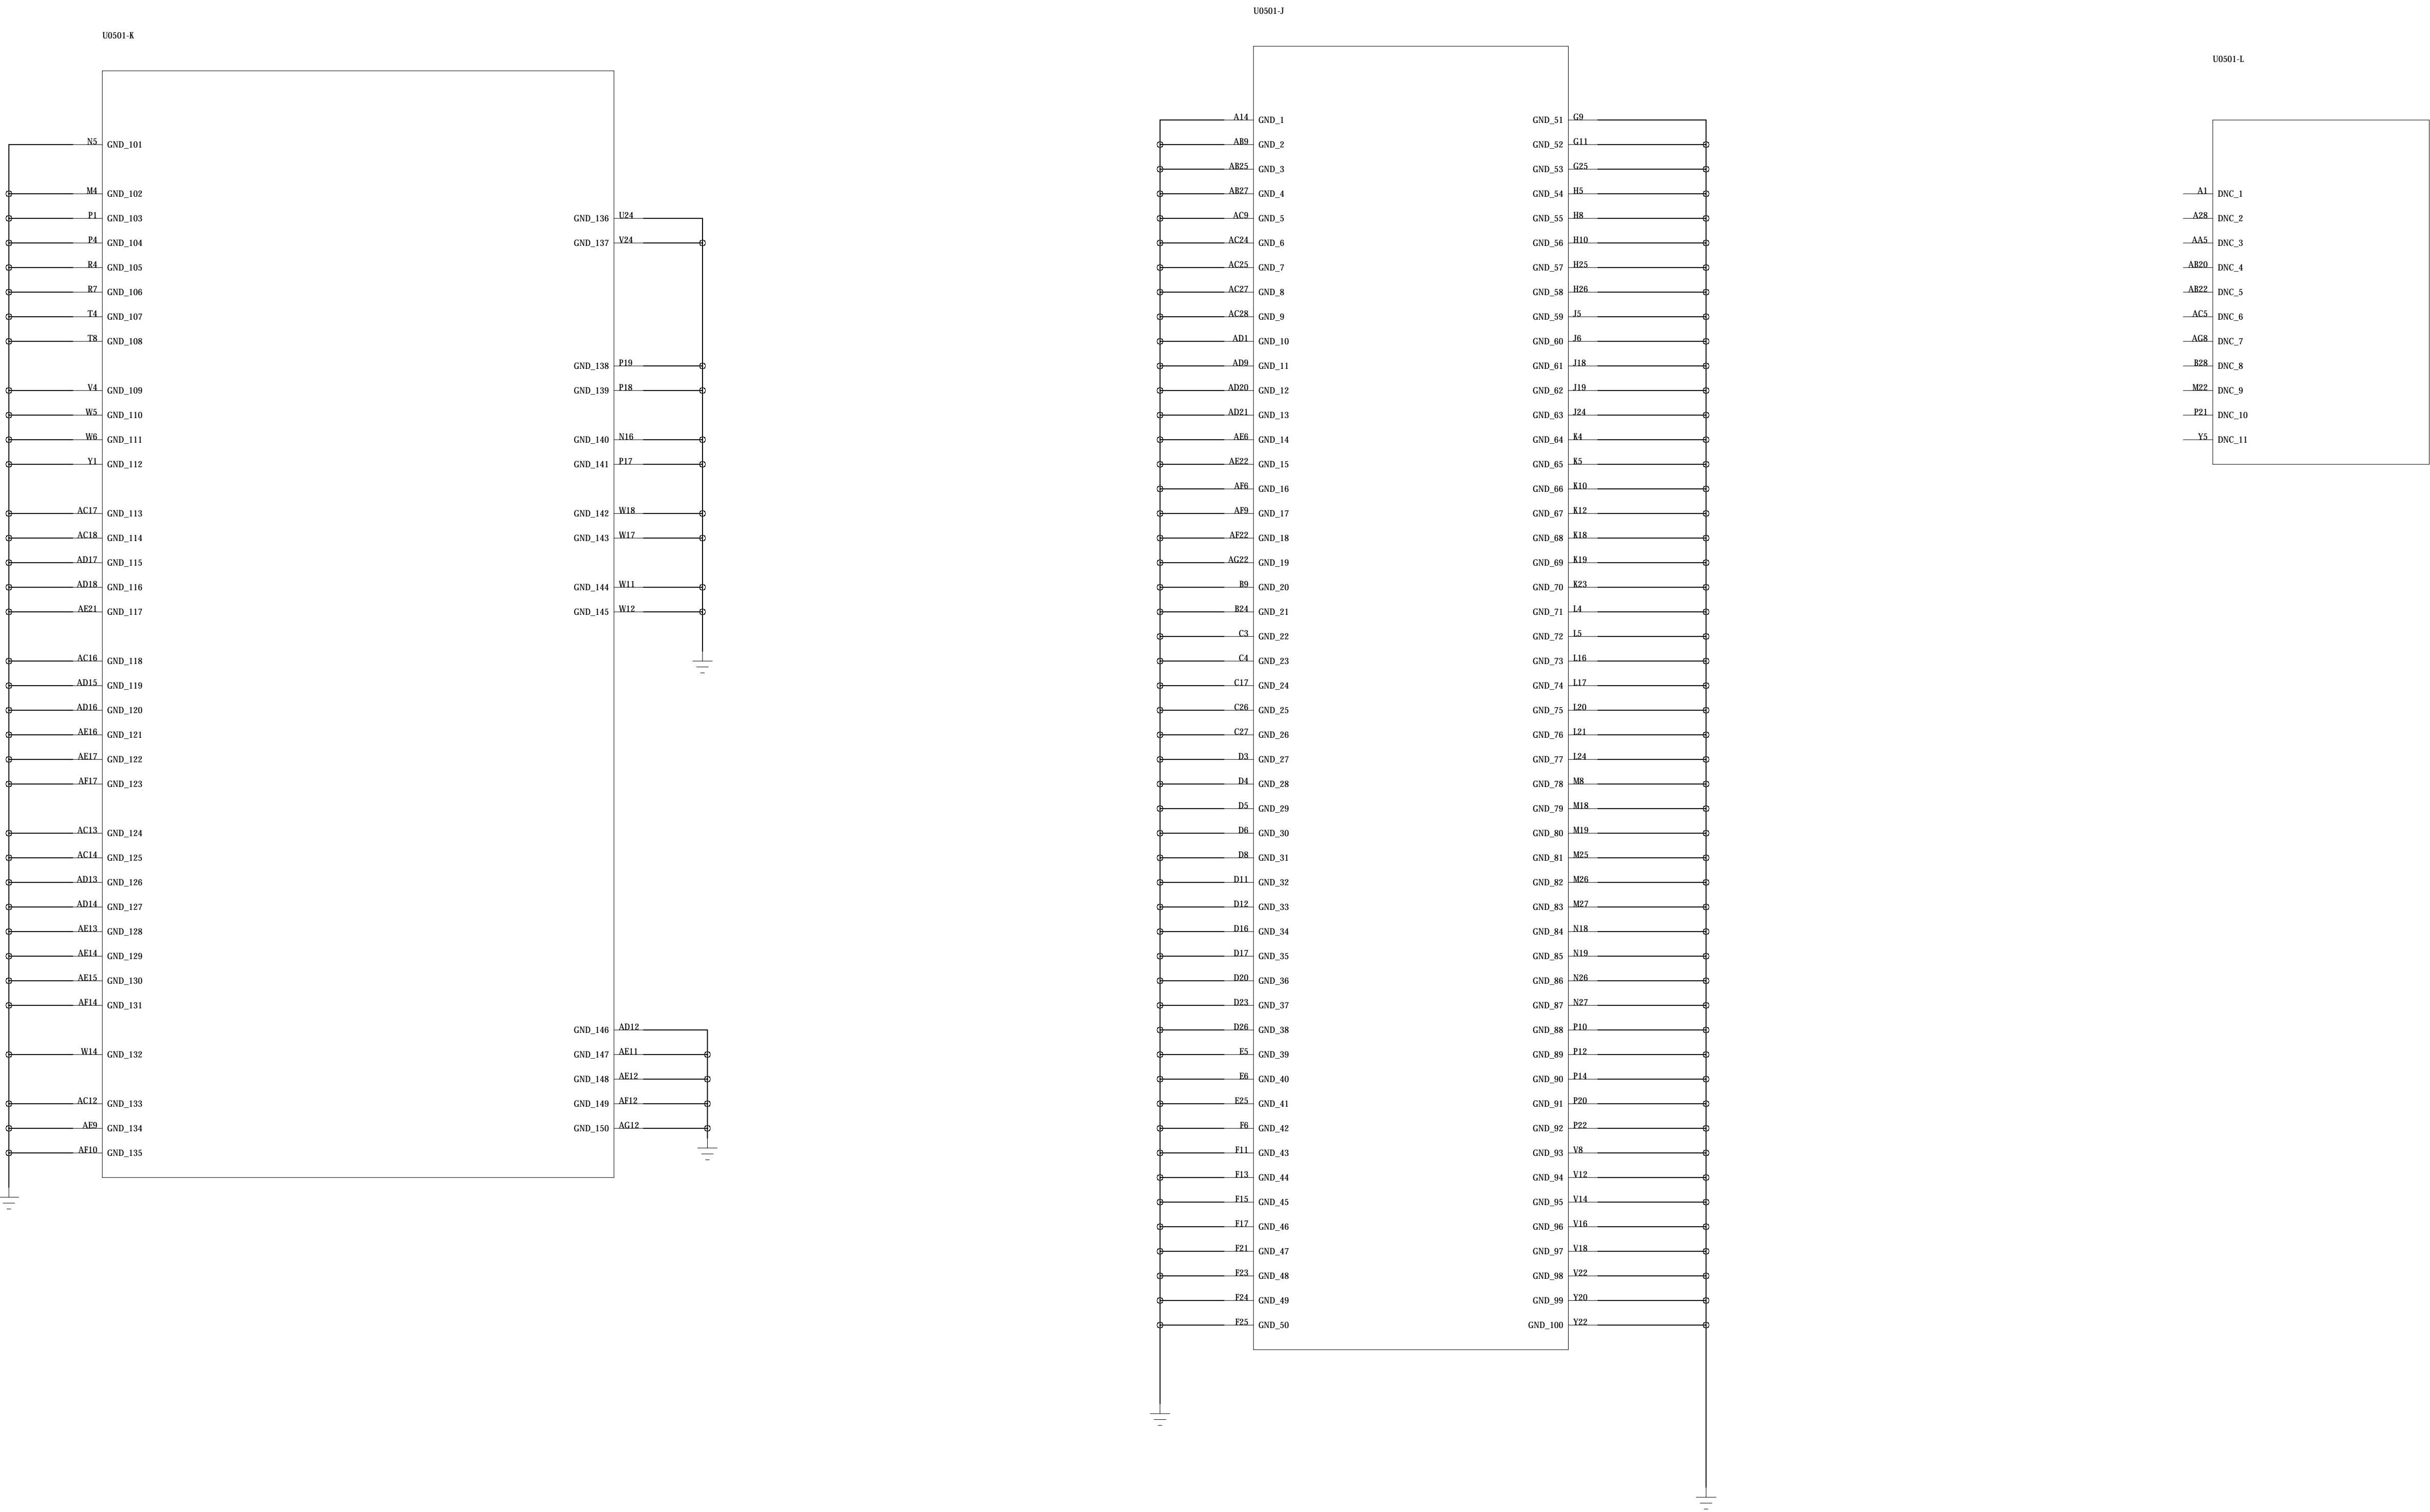 U0501-K
N5 GND_101
M4 GND_102
P1 GND_103
P4 GND_104
R4 GND_105
R7 GND_106
T4 GND_107
T8 GND_108
V4 GND_109
W5 GND_110
W6 GND_111
Y1 GND_112
AC17 GND_113
AC18 GND_114
AD17 GND_115
AD18 GND_116
AE21 GND_117
AC16 GND_118
AD15 GND_119
AD16 GND_120
AE16 GND_121
AE17 GND_122
AF17 GND_123
AC13 GND_124
AC14 GND_125
AD13 GND_126
AD14 GND_127
AE13 GND_128
AE14 GND_129
AE15 GND_130
AF14 GND_131
W14 GND_132
AC12 GND_133
AE9 GND_134
AF10 GND_135
GND_136 U24
GND_137 V24
GND_138 P19
GND_139 P18
GND_140 N16
GND_141 P17
GND_142 W18
GND_143 W17
GND_144 W11
GND_145 W12
GND_146 AD12
GND_147 AE11
GND_148 AE12
GND_149 AF12
GND_150 AG12
U0501-J
A14 GND_1
AB9 GND_2
AB25 GND_3
AB27 GND_4
AC9 GND_5
AC24 GND_6
AC25 GND_7
AC27 GND_8
AC28 GND_9
AD1 GND_10
AD9 GND_11
AD20 GND_12
AD21 GND_13
AE6 GND_14
AE22 GND_15
AF6 GND_16
AF9 GND_17
AF22 GND_18
AG22 GND_19
B9 GND_20
B24 GND_21
C3 GND_22
C4 GND_23
C17 GND_24
C26 GND_25
C27 GND_26
D3 GND_27
D4 GND_28
D5 GND_29
D6 GND_30
D8 GND_31
D11 GND_32
D12 GND_33
D16 GND_34
D17 GND_35
D20 GND_36
D23 GND_37
D26 GND_38
E5 GND_39
E6 GND_40
E25 GND_41
F6 GND_42
F11 GND_43
F13 GND_44
F15 GND_45
F17 GND_46
F21 GND_47
F23 GND_48
F24 GND_49
F25 GND_50
GND_51 G9
GND_52 G11
GND_53 G25
GND_54 H5
GND_55 H8
GND_56 H10
GND_57 H25
GND_58 H26
GND_59 J5
GND_60 J6
GND_61 J18
GND_62 J19
GND_63 J24
GND_64 K4
GND_65 K5
GND_66 K10
GND_67 K12
GND_68 K18
GND_69 K19
GND_70 K23
GND_71 L4
GND_72 L5
GND_73 L16
GND_74 L17
GND_75 L20
GND_76 L21
GND_77 L24
GND_78 M8
GND_79 M18
GND_80 M19
GND_81 M25
GND_82 M26
GND_83 M27
GND_84 N18
GND_85 N19
GND_86 N26
GND_87 N27
GND_88 P10
GND_89 P12
GND_90 P14
GND_91 P20
GND_92 P22
GND_93 V8
GND_94 V12
GND_95 V14
GND_96 V16
GND_97 V18
GND_98 V22
GND_99 Y20
GND_100 Y22
U0501-L
A1 DNC_1
A28 DNC_2
AA5 DNC_3
AB20 DNC_4
AB22 DNC_5
AC5 DNC_6
AG8 DNC_7
B28 DNC_8
M22 DNC_9
P21 DNC_10
Y5 DNC_11